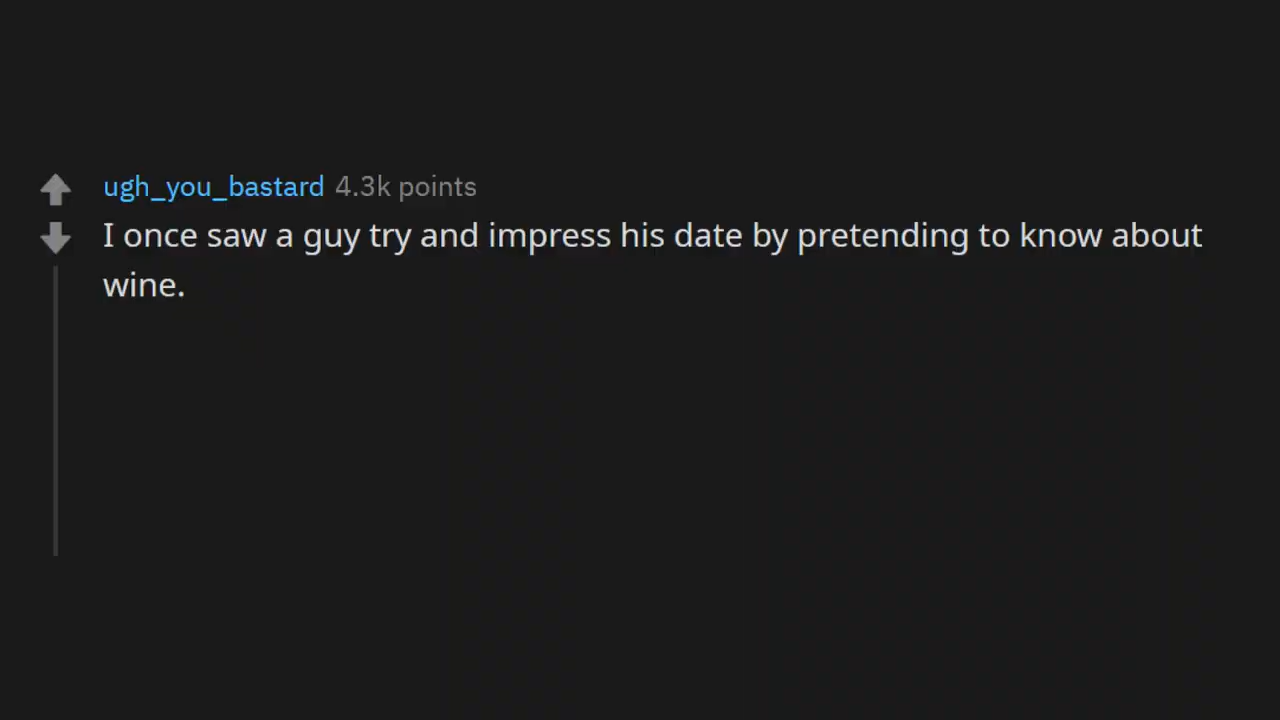 ugh_you_bastard 4.3k points
I once saw a guy try and impress his date by pretending to know about
wine.